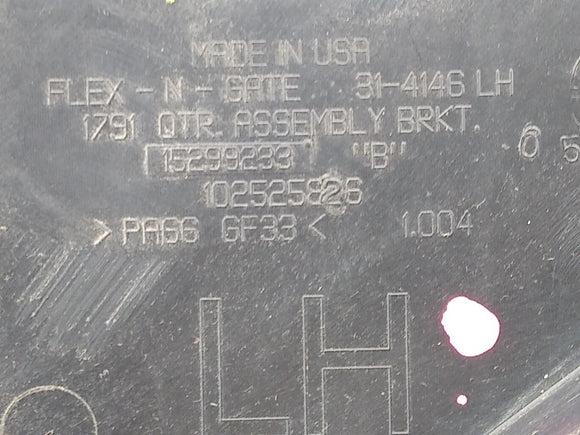 MADE IN USA
FLEX - N - GATE 31-4146 LH
1791 QTR. ASSEMBLY BRKT.
15299233 "B"
102525826
>PA66 GF33< 1.004
0 5
LH